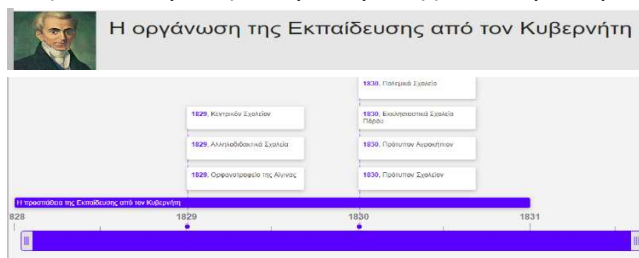 Η οργάνωση της Εκπαίδευσης από τον Κυβερνήτη
1830, Πολεμικό Σχολείο
1829, Κεντρικόν Σχολείον
1830, Εκκλησιαστικό Σχολείο
Πόρου
1829, Αλληλοδιδακτικά Σχολεία
1830, Πρότυπον Αγροκήπιον
1829, Ορφανοτροφείο της Αίγινας
1830, Πρότυπον Σχολείον
Η προσπάθεια της Εκπαίδευσης από τον Κυβερνήτη
828
1829
1830
1831